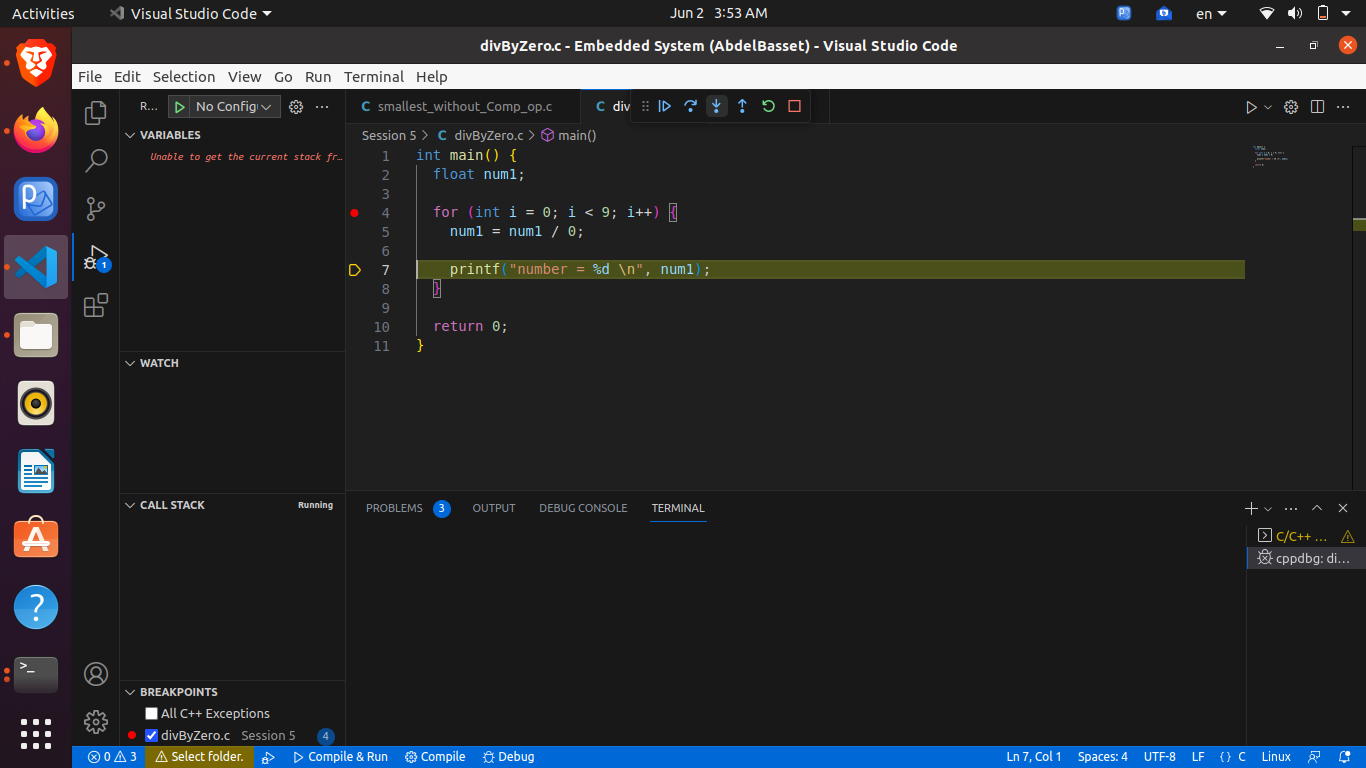 Activities Visual Studio Code Jun 2 3:53 AM en
divByZero.c - Embedded System (AbdelBasset) - Visual Studio Code
File Edit Selection View Go Run Terminal Help
R... No Config
smallest_without_Comp_op.c div
VARIABLES
Unable to get the current stack fr...
Session 5 > divByZero.c > main()
1 int main() {
2 float num1;
3
4 for (int i = 0; i < 9; i++) {
5 num1 = num1 / 0;
6
7 printf("number = %d \n", num1);
8 }
9
10 return 0;
11 }
1
WATCH
CALL STACK Running
PROBLEMS 3 OUTPUT DEBUG CONSOLE TERMINAL
C/C++ ...
cppdbg: di...
BREAKPOINTS
All C++ Exceptions
divByZero.c Session 5 4
0 3 Select folder. Compile & Run Compile Debug Ln 7, Col 1 Spaces: 4 UTF-8 LF {} C Linux